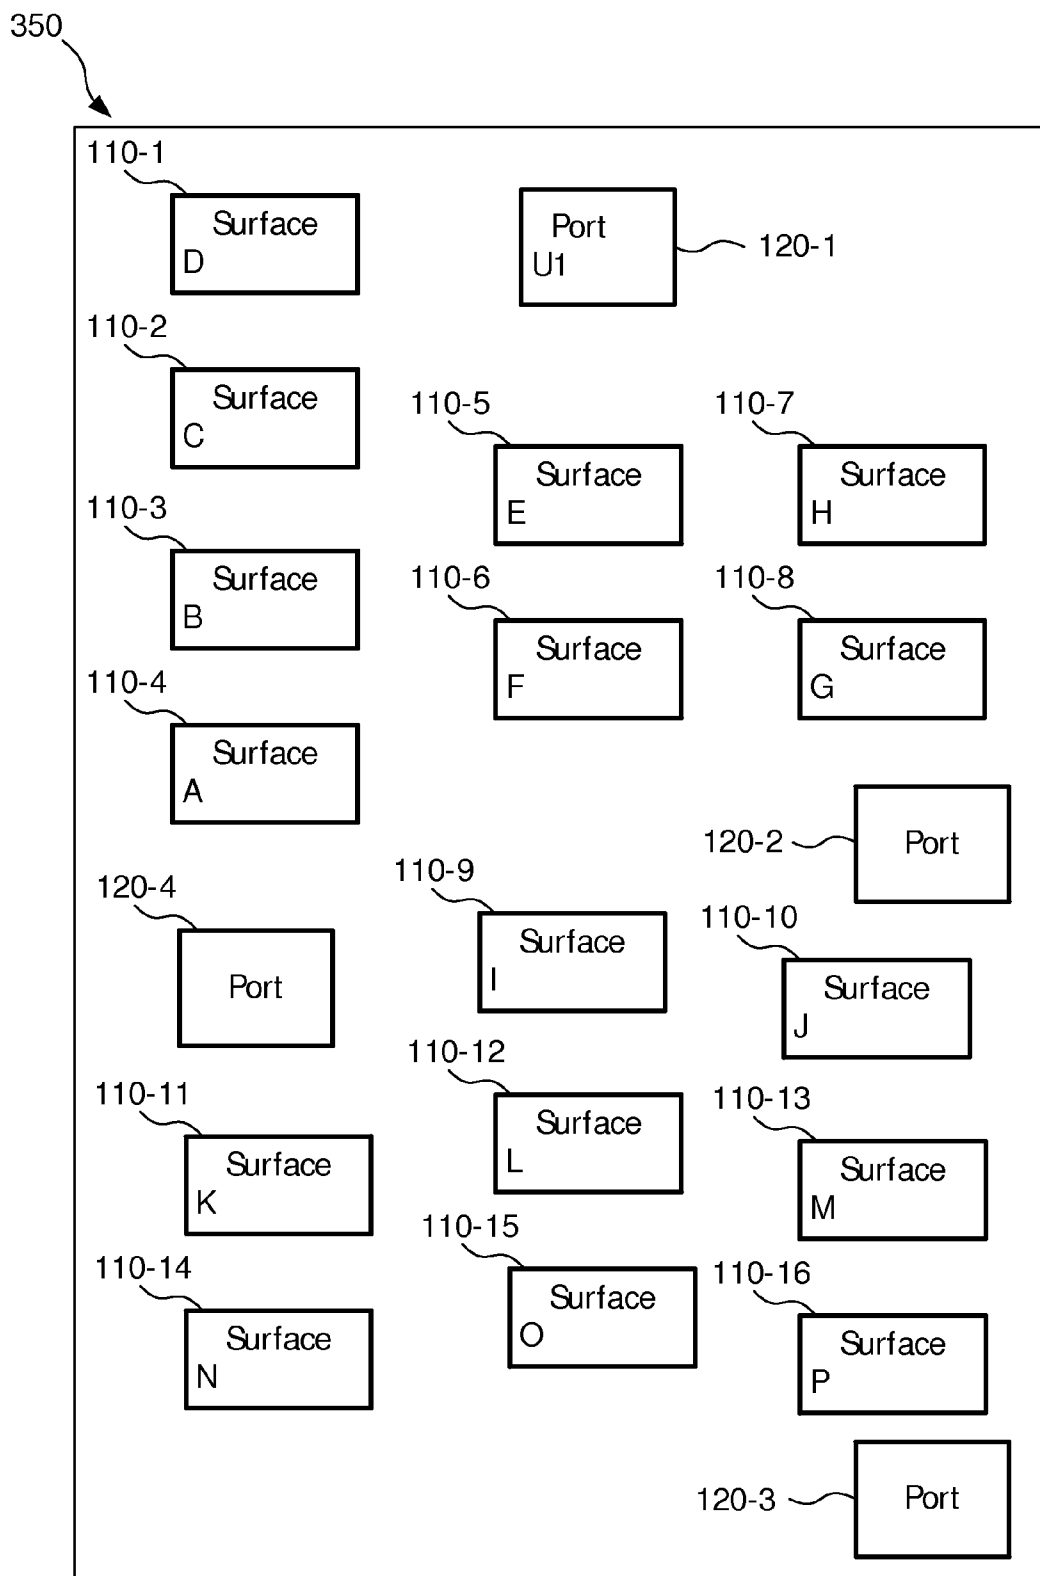 350
110-1
Surface
D
Port
U1
120-1
110-2
Surface
C
110-5
Surface
E
110-7
Surface
H
110-3
Surface
B
110-6
Surface
F
110-8
Surface
G
110-4
Surface
A
120-2
Port
120-4
Port
110-9
Surface
I
110-10
Surface
J
110-11
Surface
K
110-12
Surface
L
110-13
Surface
M
110-14
Surface
N
110-15
Surface
O
110-16
Surface
P
120-3
Port